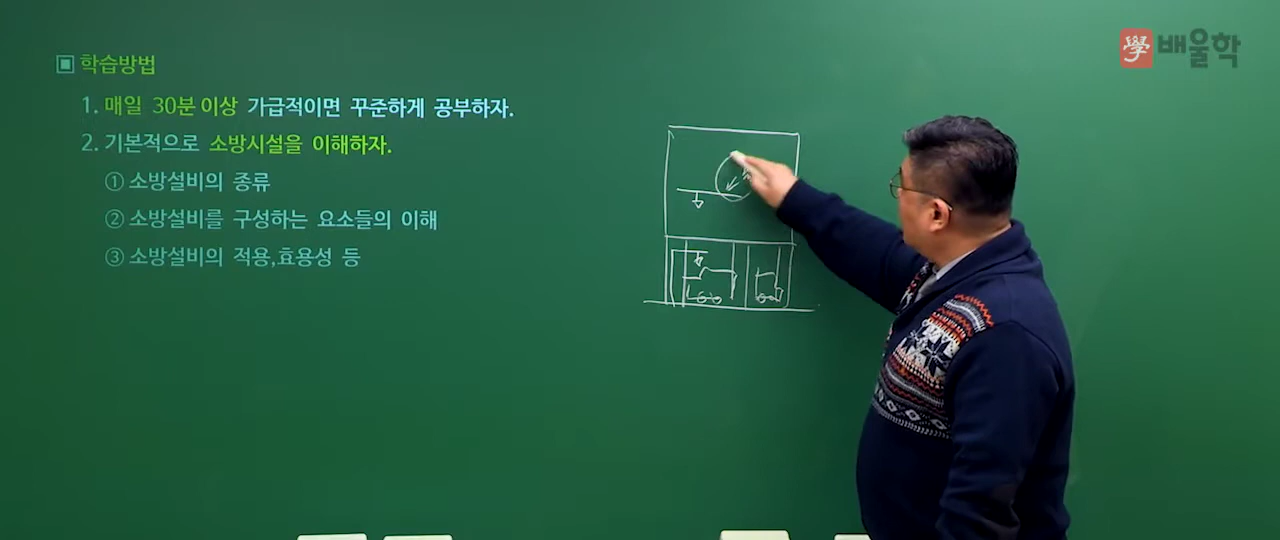 學 배울학
▣ 학습방법
1. 매일 30분 이상 가급적이면 꾸준하게 공부하자.
2. 기본적으로 소방시설을 이해하자.
① 소방설비의 종류
② 소방설비를 구성하는 요소들의 이해
③ 소방설비의 적용,효용성 등